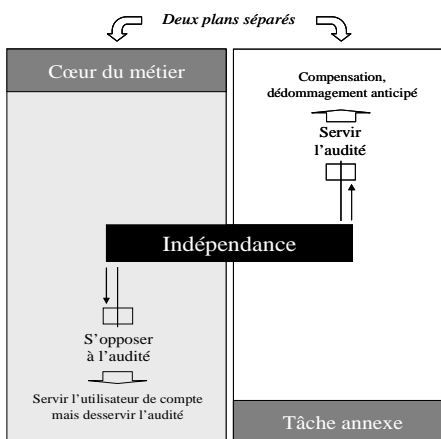 Deux plans séparés
Cœur du métier
Compensation,
dédommagement anticipé
Servir
l’audité
Indépendance
S’opposer
à l’audité
Servir l’utilisateur de compte
mais desservir l’audité
Tâche annexe